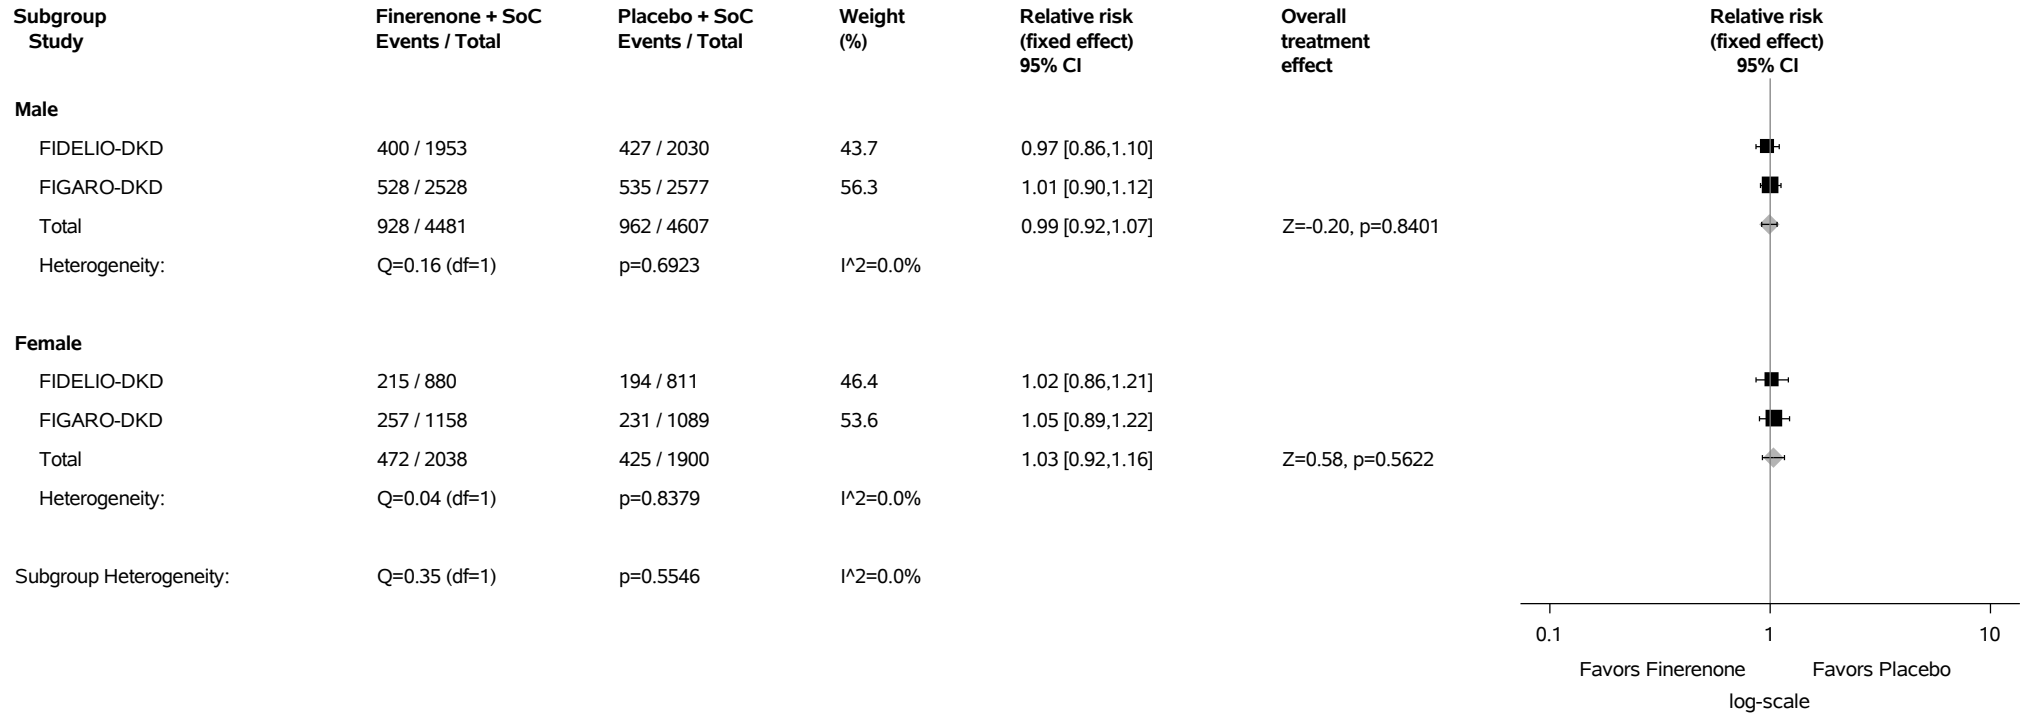 Subgroup Finerenone + SoC Placebo + SoC Weight Relative risk Overall Relative risk
Study Events / Total Events / Total (%) (fixed effect) treatment (fixed effect)
95% CI effect 95% CI
Male
FIDELIO-DKD 400 / 1953 427 / 2030 43.7 0.97 [0.86,1.10]
FIGARO-DKD 528 / 2528 535 / 2577 56.3 1.01 [0.90,1.12]
Total 928 / 4481 962 / 4607 0.99 [0.92,1.07] Z=-0.20, p=0.8401
Heterogeneity: Q=0.16 (df=1) p=0.6923 I^2=0.0%
Female
FIDELIO-DKD 215 / 880 194 / 811 46.4 1.02 [0.86,1.21]
FIGARO-DKD 257 / 1158 231 / 1089 53.6 1.05 [0.89,1.22]
Total 472 / 2038 425 / 1900 1.03 [0.92,1.16] Z=0.58, p=0.5622
Heterogeneity: Q=0.04 (df=1) p=0.8379 I^2=0.0%
Subgroup Heterogeneity: Q=0.35 (df=1) p=0.5546 I^2=0.0%
0.1 1 10
Favors Finerenone Favors Placebo
log-scale